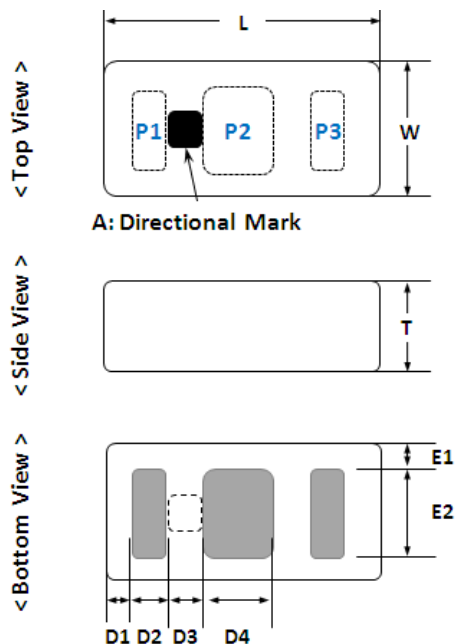 L
< Top View >
P1 P2 P3
W
A: Directional Mark
< Side View >
T
< Bottom View >
E1
E2
D1 D2 D3 D4